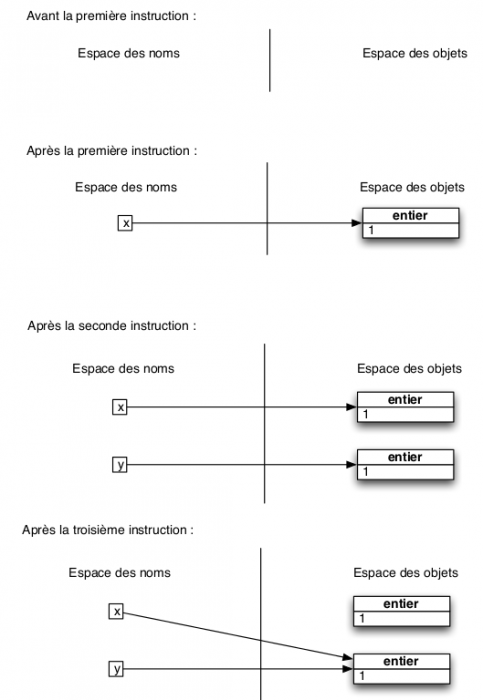 Avant la première instruction :
Espace des noms Espace des objets
Après la première instruction :
Espace des noms Espace des objets
x entier
1
Après la seconde instruction :
Espace des noms Espace des objets
x entier
1
y entier
1
Après la troisième instruction :
Espace des noms Espace des objets
x entier
1
y entier
1